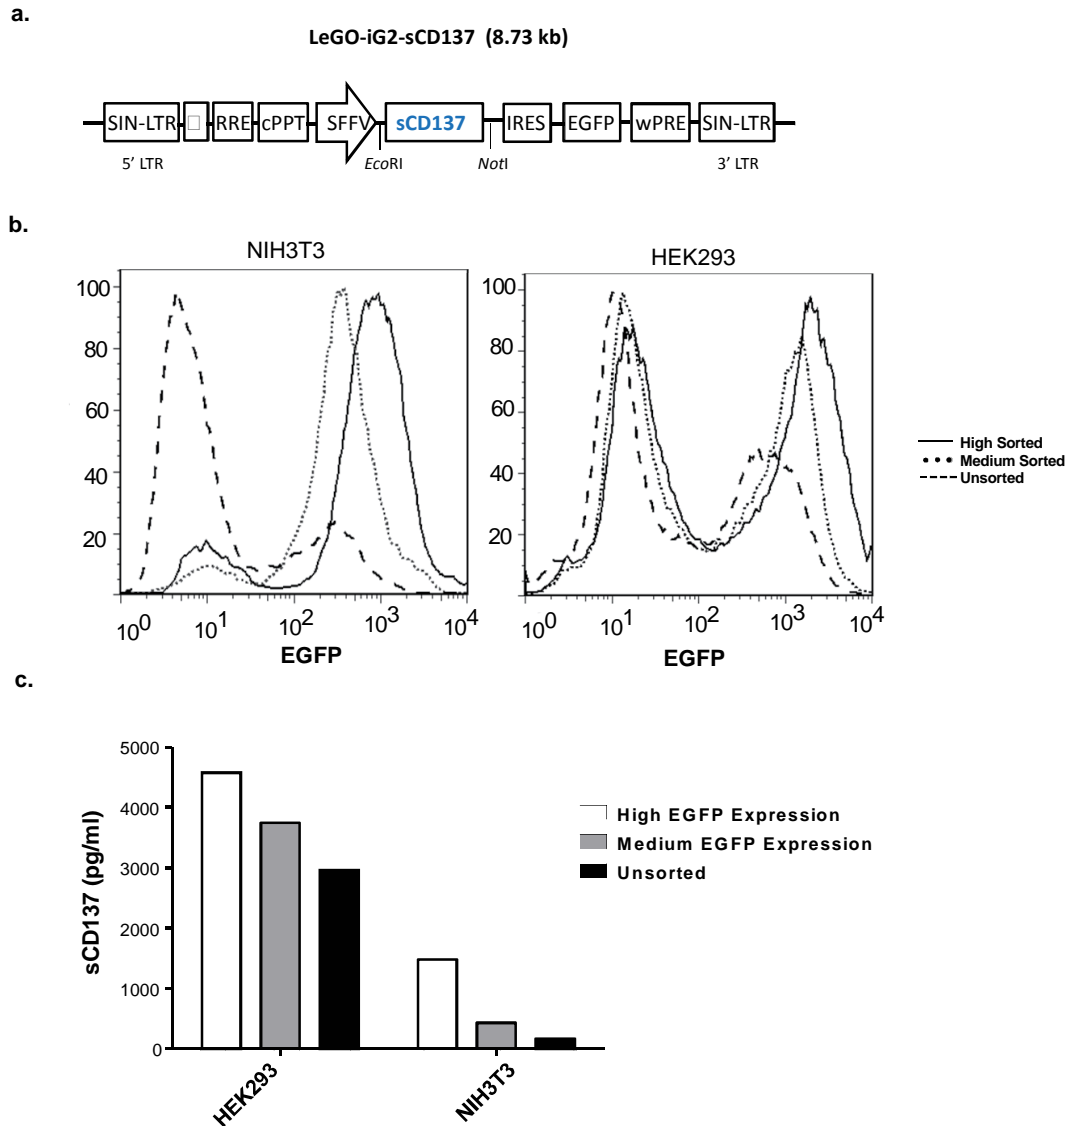 a.
LeGO-iG2-sCD137 (8.73 kb)
SIN-LTR RRE cPPT SFFV sCD137 IRES EGFP wPRE SIN-LTR
5' LTR EcoRI NotI 3' LTR
b.
NIH3T3
100
80
60
40
20
10^0 10^1 10^2 10^3 10^4
EGFP
HEK293
100
80
60
40
20
10^0 10^1 10^2 10^3 10^4
EGFP
High Sorted
Medium Sorted
Unsorted
c.
sCD137 (pg/ml)
5000
4000
3000
2000
1000
0
HEK293
NIH3T3
High EGFP Expression
Medium EGFP Expression
Unsorted